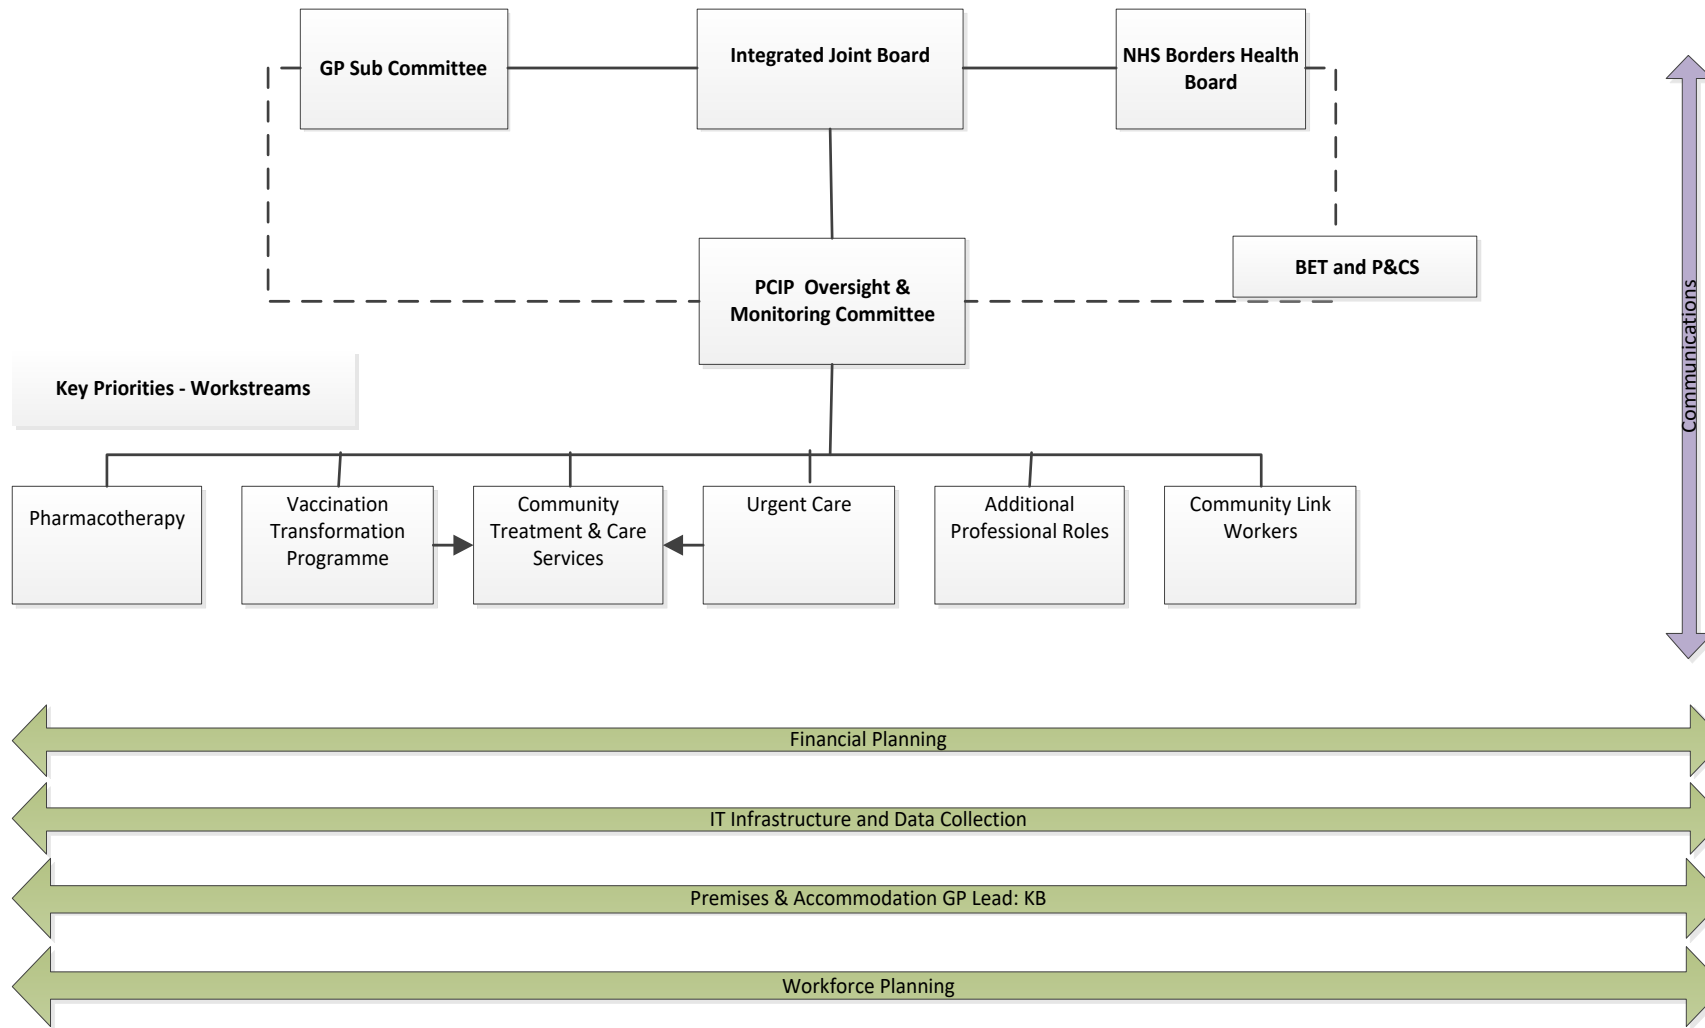 GP Sub Committee
Integrated Joint Board
NHS Borders Health
Board
BET and P&CS
PCIP Oversight &
Monitoring Committee
Communications
Key Priorities - Workstreams
Pharmacotherapy
Vaccination
Transformation
Programme
Community
Treatment & Care
Services
Urgent Care
Additional
Professional Roles
Community Link
Workers
Financial Planning
IT Infrastructure and Data Collection
Premises & Accommodation GP Lead: KB
Workforce Planning